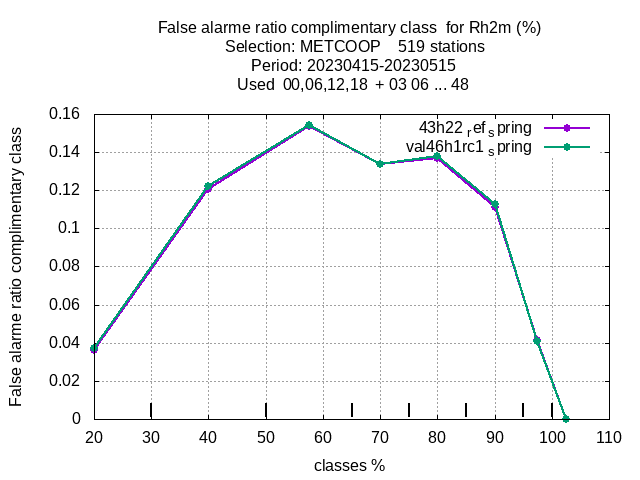 False alarme ratio complimentary class  for Rh2m (%)
Selection: METCOOP    519 stations
Period: 20230415-20230515
Used  00,06,12,18  + 03 06 ... 48
False alarme ratio complimentary class
0.16
0.14
0.12
0.1
0.08
0.06
0.04
0.02
0
43h22 ref spring
val46h1rc1 spring
20 30 40 50 60 70 80 90 100 110
classes %